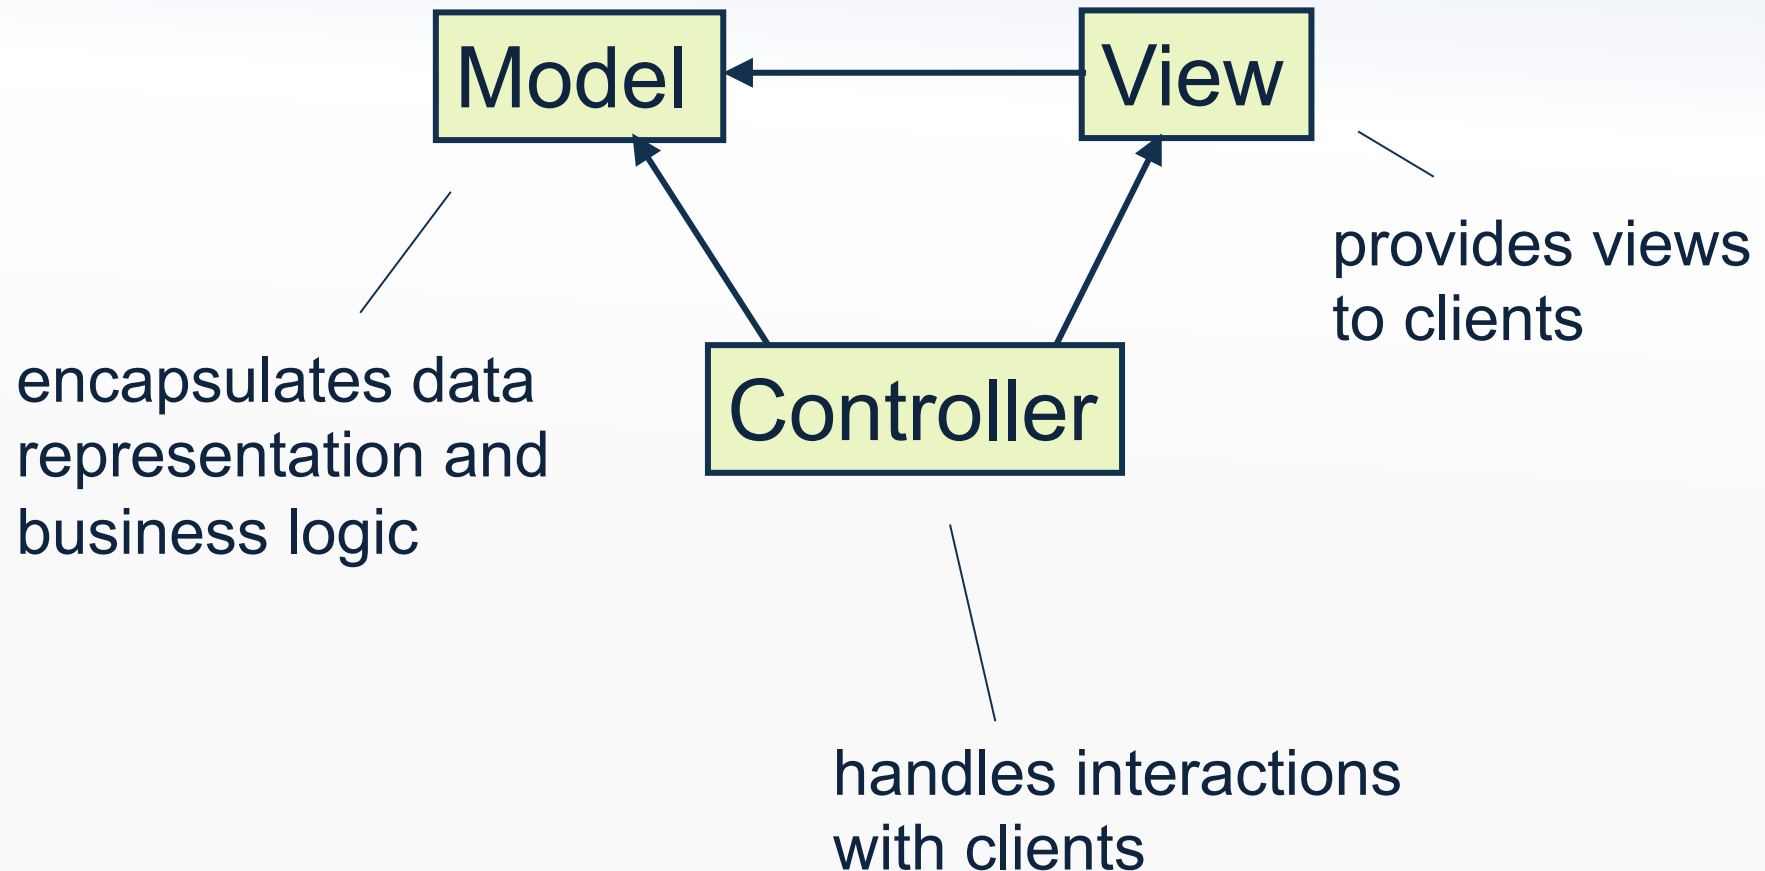 Model
View
provides views
to clients
encapsulates data
representation and
business logic
Controller
handles interactions
with clients